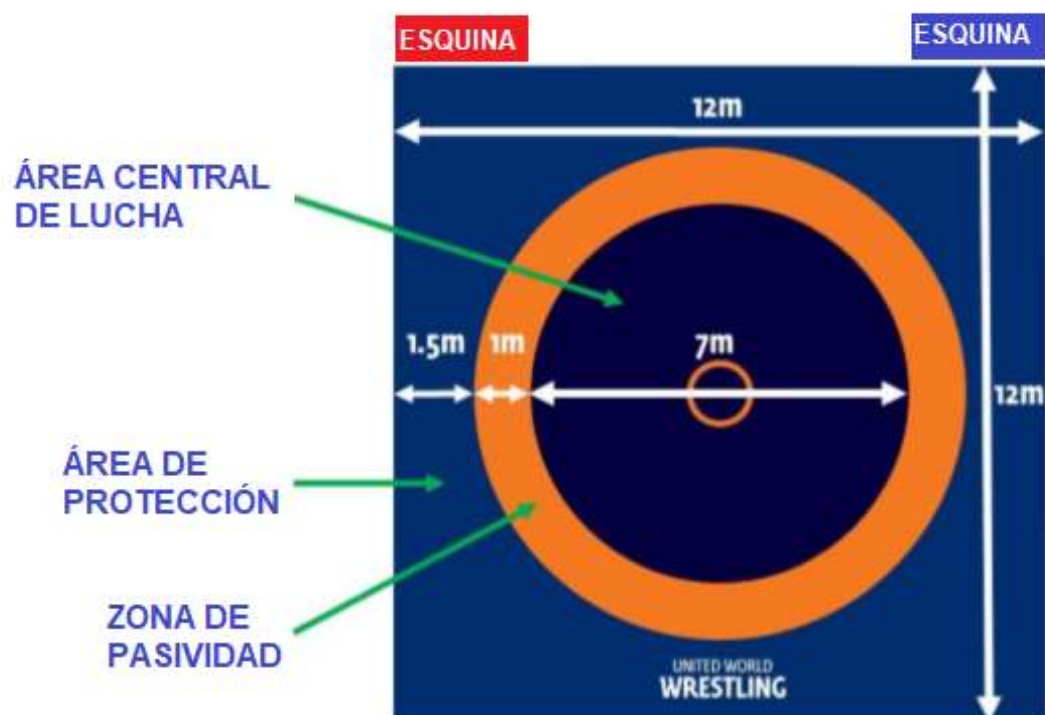 ESQUINA
ESQUINA
12m
ÁREA CENTRAL
DE LUCHA
1.5m
1m
7m
12m
ÁREA DE
PROTECCIÓN
ZONA DE
PASIVIDAD
UNITED WORLD
WRESTLING